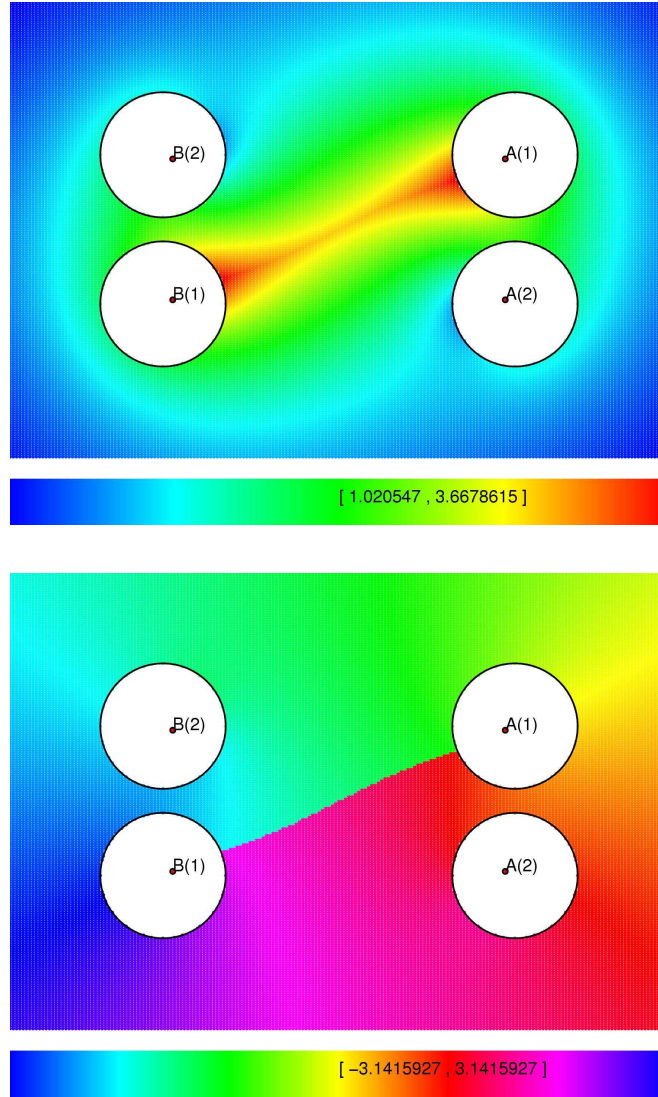 B(2) A(1)
B(1) A(2)
[ 1.020547 , 3.6678615 ]
B(2) A(1)
B(1) A(2)
[ −3.1415927 , 3.1415927 ]